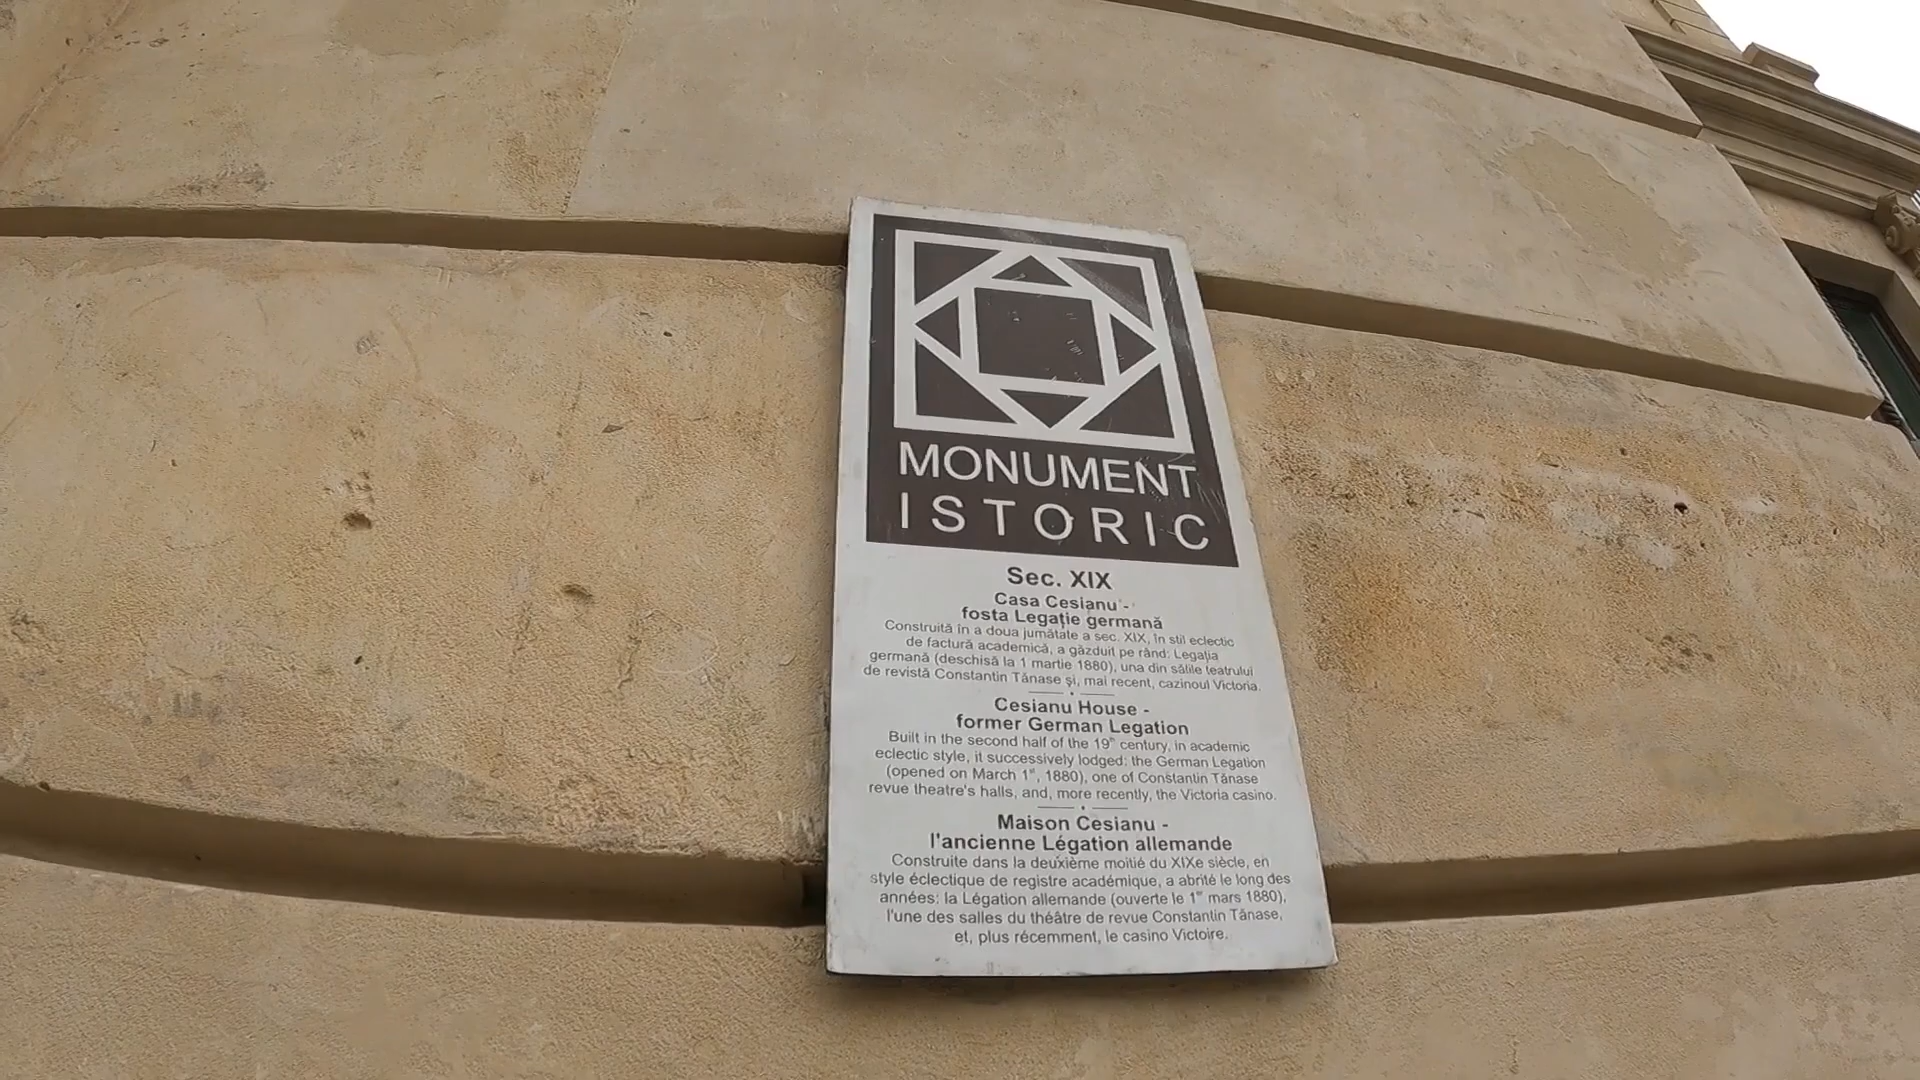 MONUMENT
ISTORIC
Sec. XIX
Casa Cesianu -
fosta Legaţie germană
Construită în a doua jumătate a sec. XIX, în stil eclectic
de factură academică, a găzduit pe rând: Legaţia
germană (deschisă la 1 martie 1880), una din sălile teatrului
de revistă Constantin Tănase şi, mai recent, cazinoul Victoria.
Cesianu House -
former German Legation
Built in the second half of the 19th century, in academic
eclectic style, it successively lodged: the German Legation
(opened on March 1st, 1880), one of Constantin Tănase
revue theatre's halls, and, more recently, the Victoria casino.
Maison Cesianu -
l'ancienne Légation allemande
Construite dans la deuxième moitié du XIXe siècle, en
style éclectique de registre académique, a abrité le long des
années: la Légation allemande (ouverte le 1er mars 1880),
l'une des salles du théâtre de revue Constantin Tănase,
et, plus récemment, le casino Victoire.